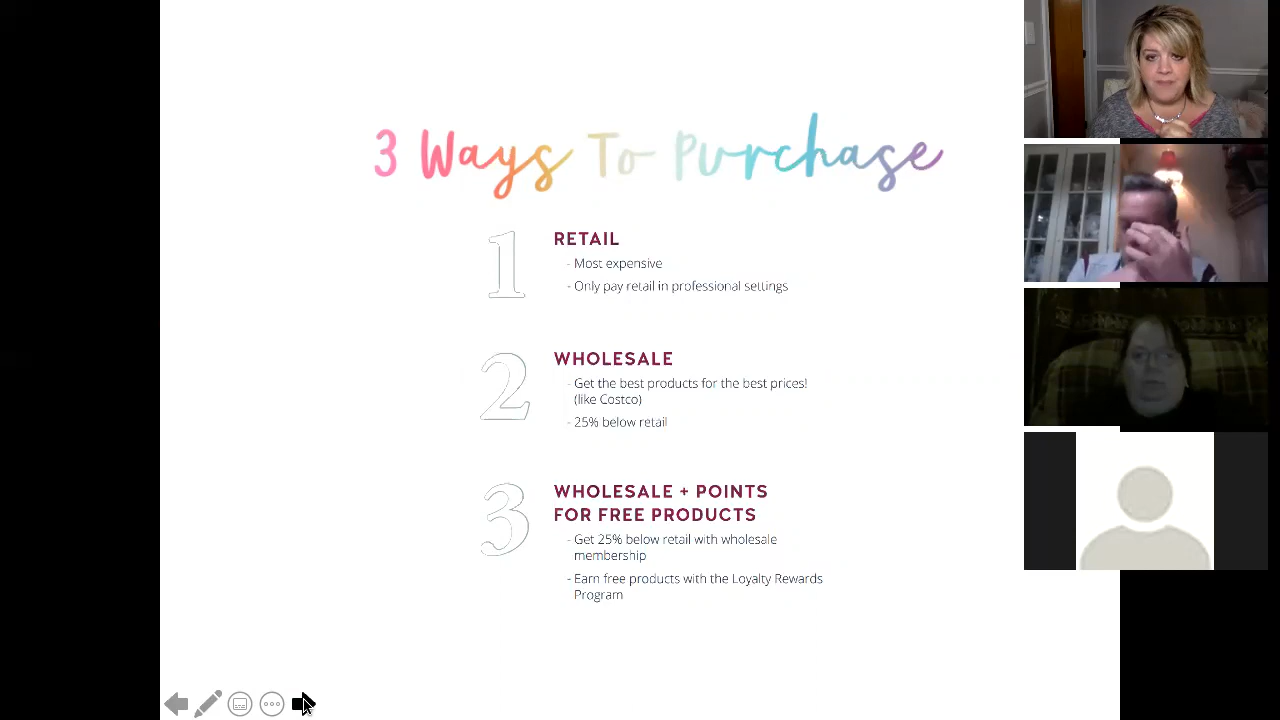 3 Ways To Purchase
1
RETAIL
- Most expensive
- Only pay retail in professional settings
2
WHOLESALE
- Get the best products for the best prices!
(like Costco)
- 25% below retail
3
WHOLESALE + POINTS
FOR FREE PRODUCTS
- Get 25% below retail with wholesale
membership
- Earn free products with the Loyalty Rewards
Program